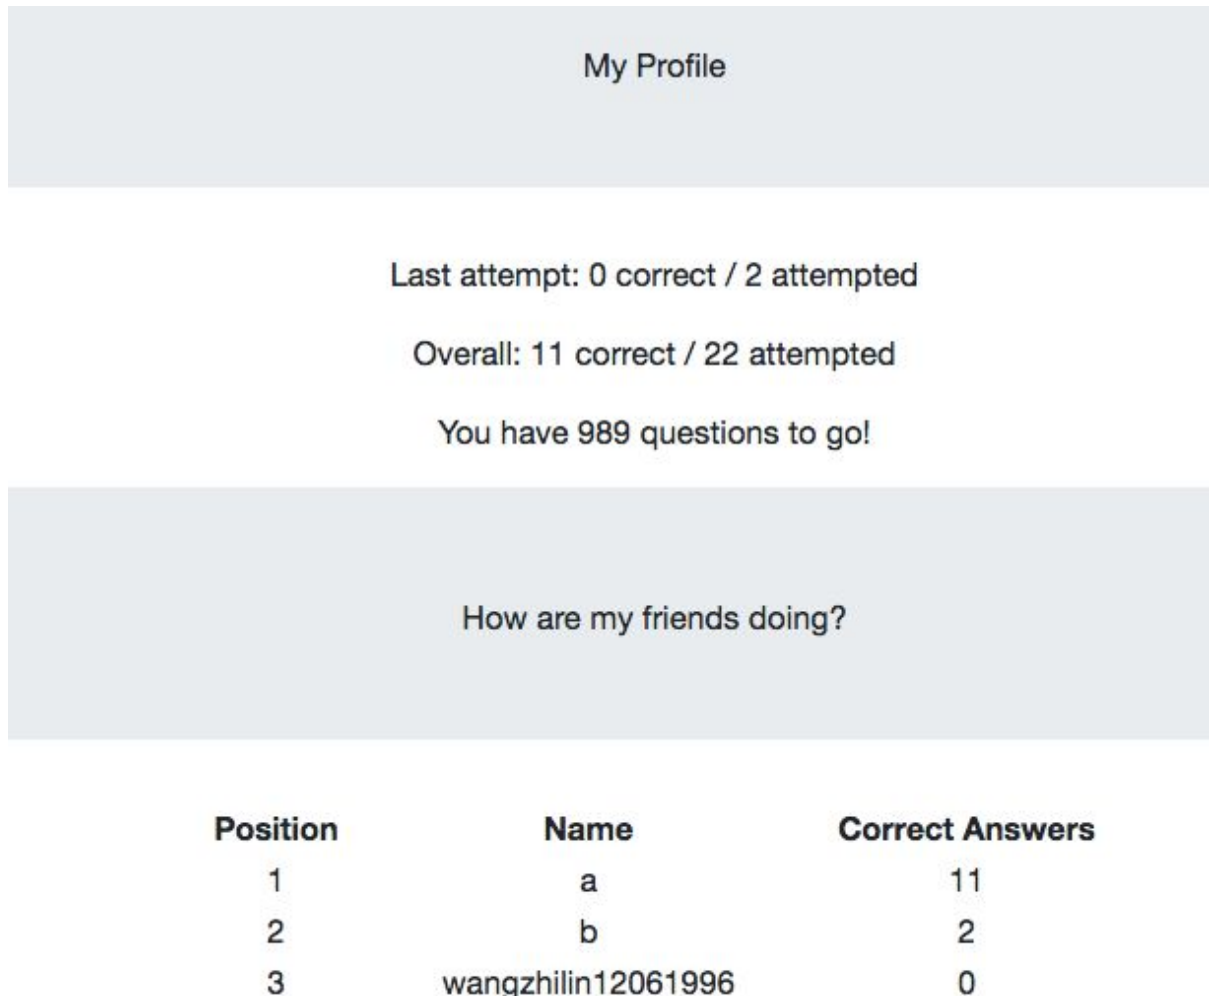 My Profile
Last attempt: 0 correct / 2 attempted
Overall: 11 correct / 22 attempted
You have 989 questions to go!
How are my friends doing?
Position Name Correct Answers
1 a 11
2 b 2
3 wangzhilin12061996 0